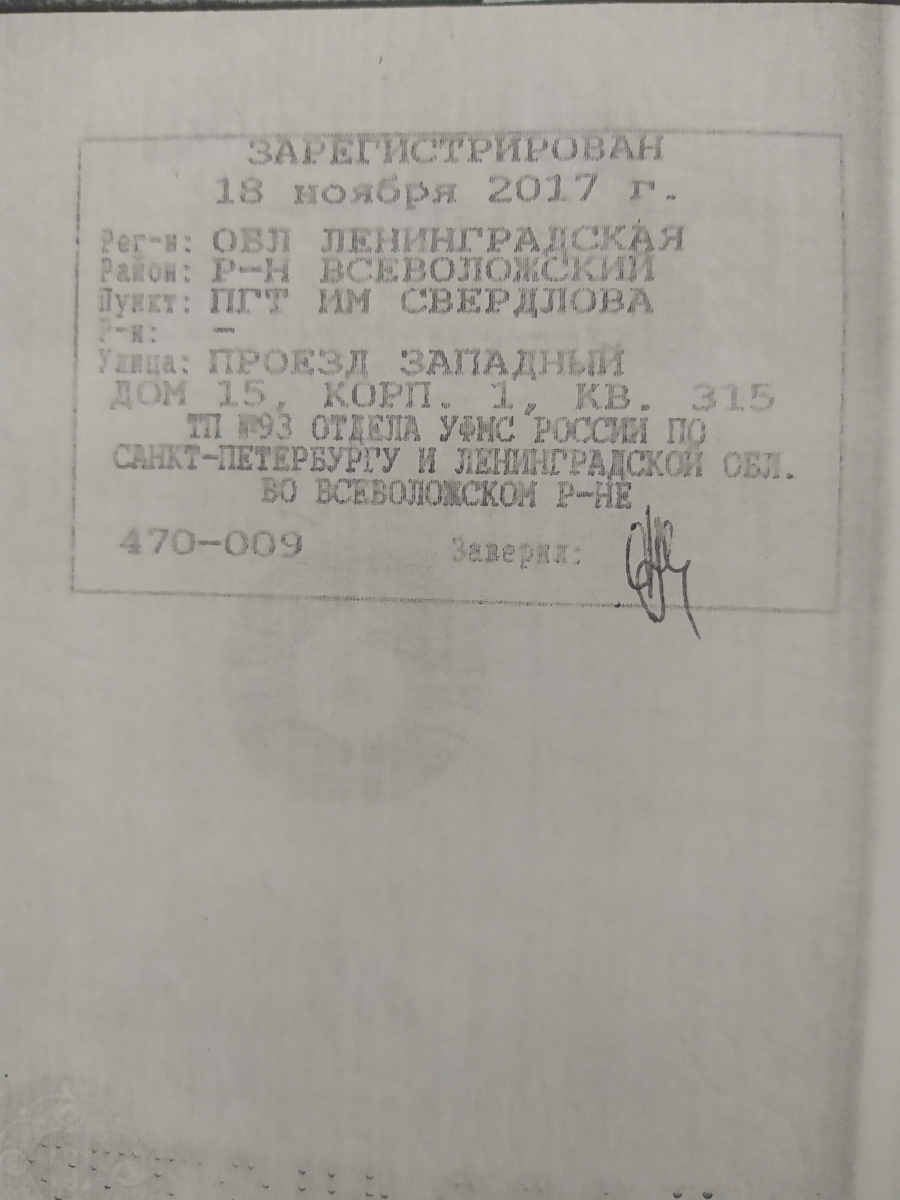 ЗАРЕГИСТРИРОВАН
18 ноября 2017 г.
Рег-н: ОБЛ ЛЕНИНГРАДСКАЯ
Район: Р-Н ВСЕВОЛОЖСКИЙ
Пункт: ПГТ ИМ СВЕРДЛОВА
Р-н: -
Улица: ПРОЕЗД ЗАПАДНЫЙ
ДОМ 15, КОРП. 1, КВ. 315
ТП №93 ОТДЕЛА УФМС РОССИИ ПО
САНКТ-ПЕТЕРБУРГУ И ЛЕНИНГРАДСКОЙ ОБЛ.
ВО ВСЕВОЛОЖСКОМ Р-НЕ
470-009 Заверил: